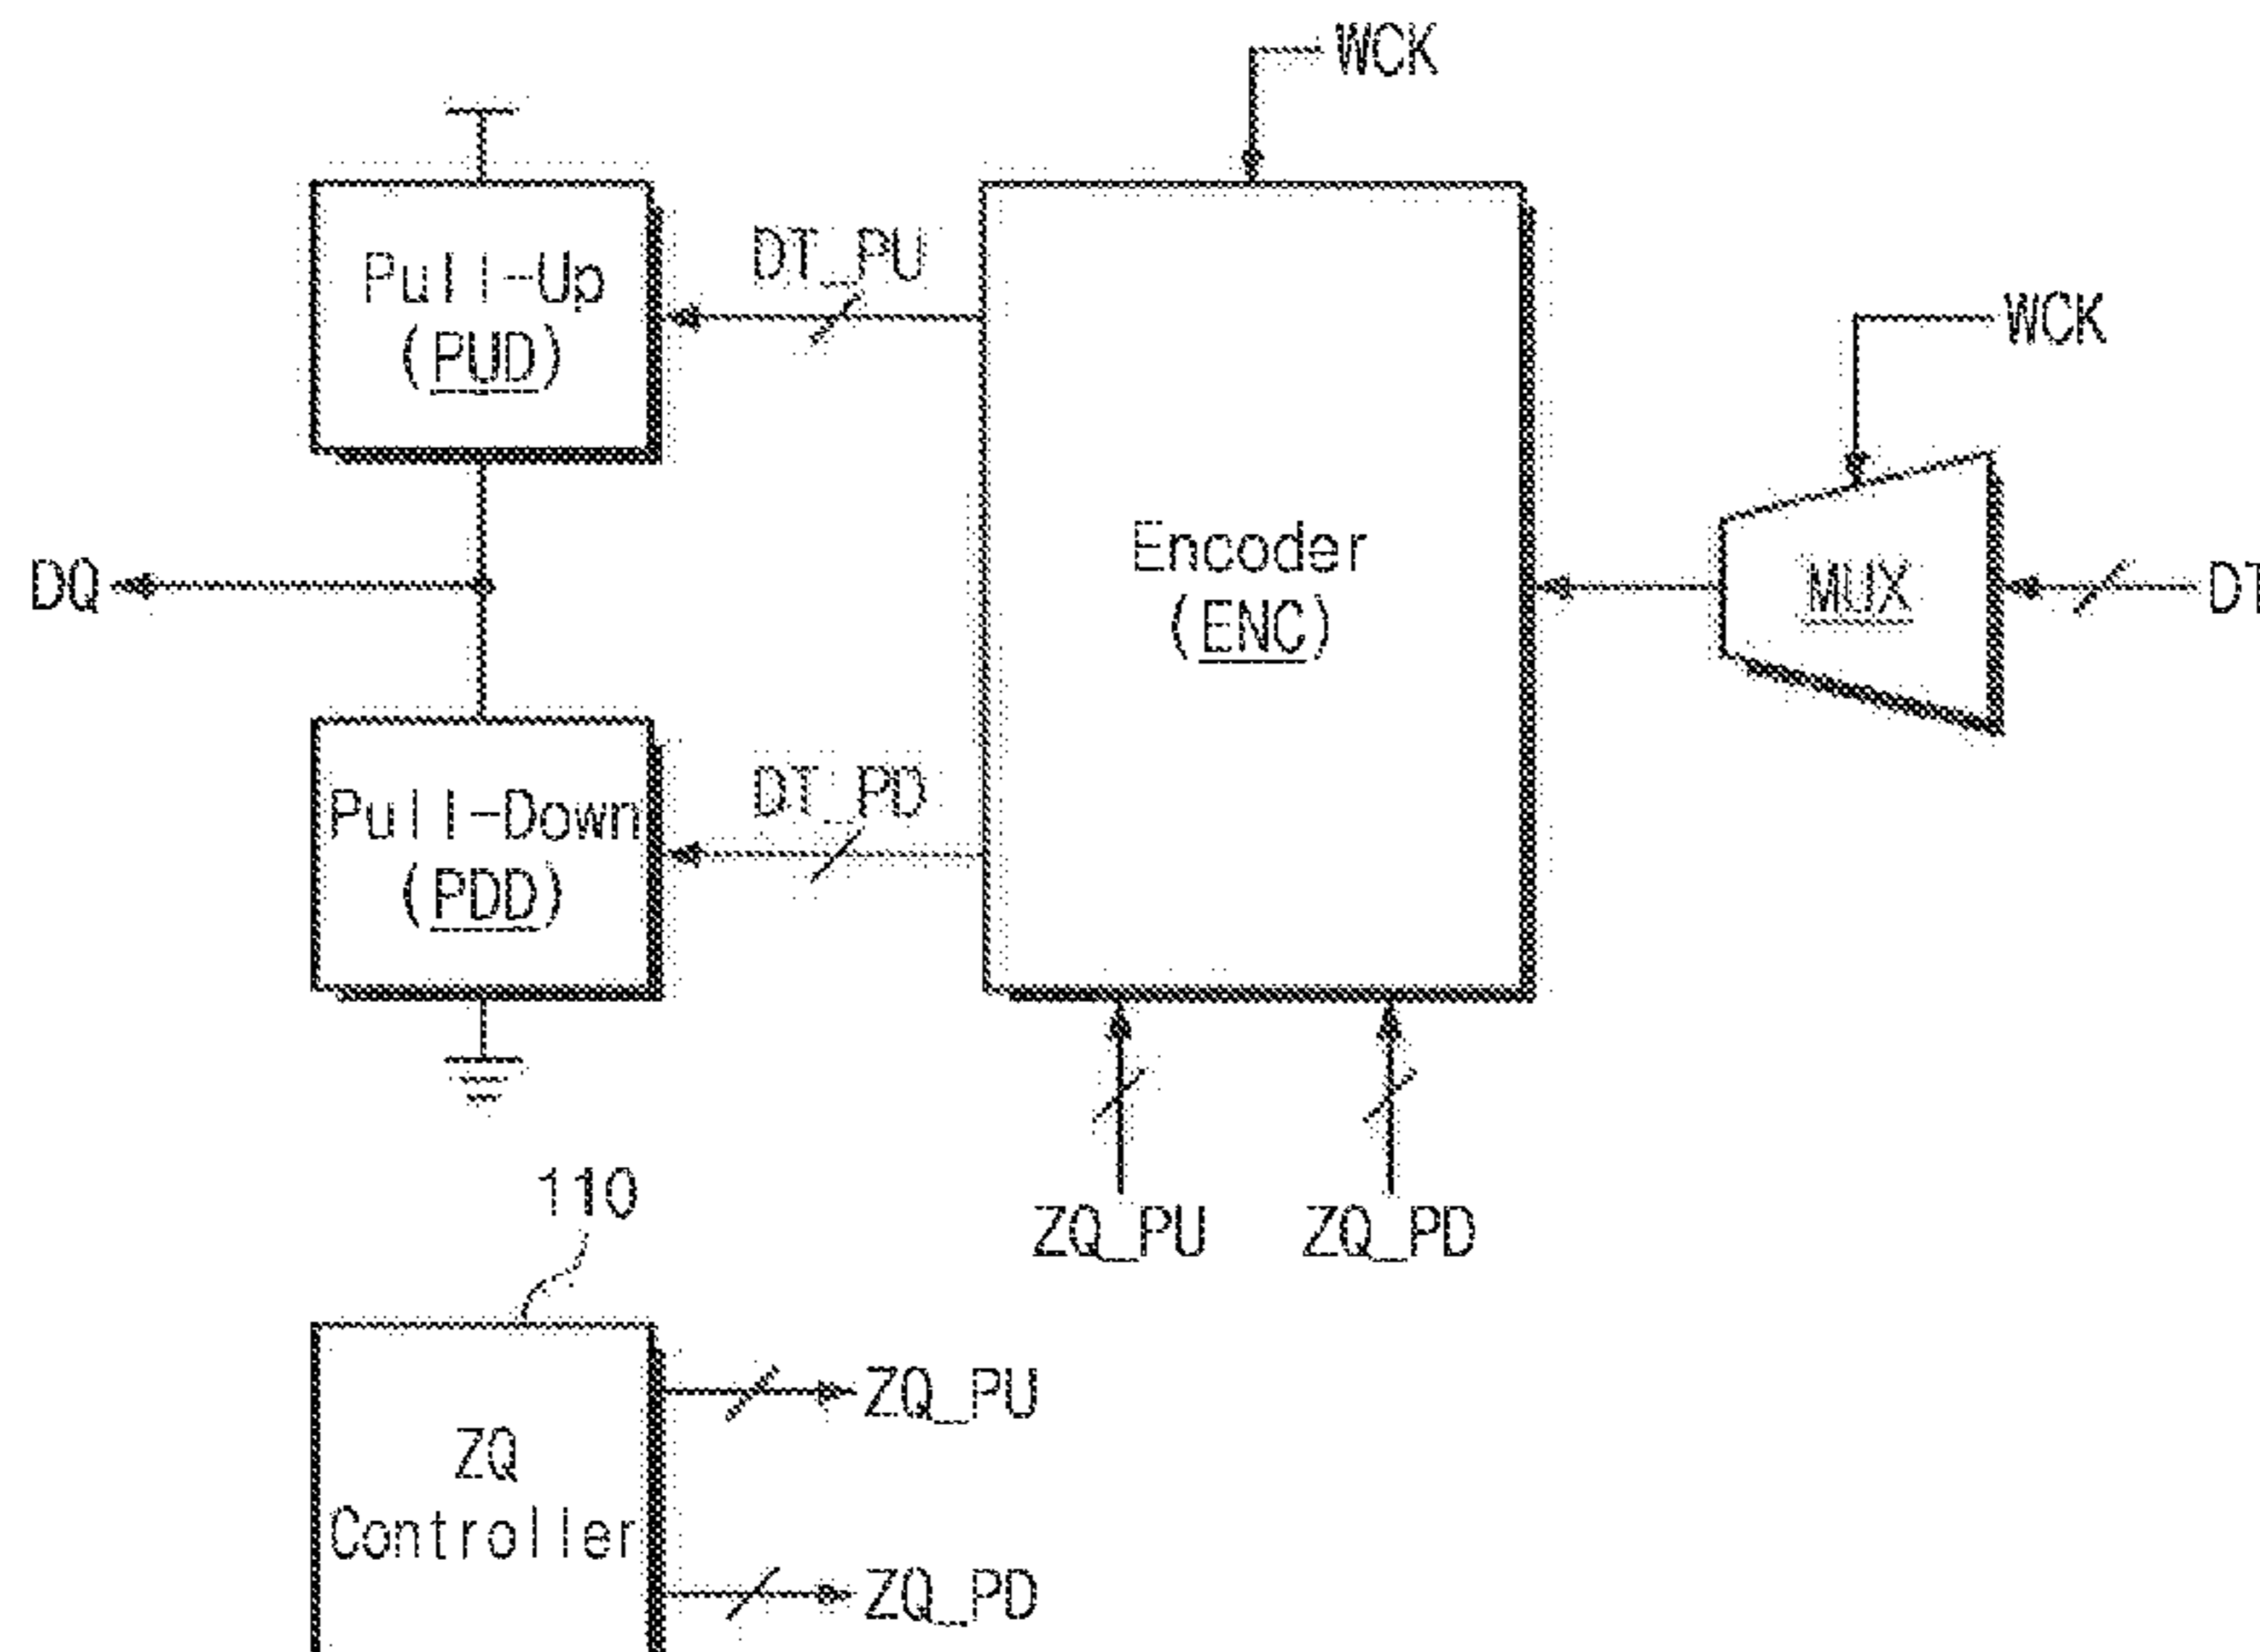 WCK
Pull-Up
(PUD)
DT_PU
WCK
DQ
Encoder
(ENC)
MUX
DT
Pull-Down
(PDD)
DT_PD
ZQ_PU
ZQ_PD
110
ZQ
Controller
ZQ_PU
ZQ_PD